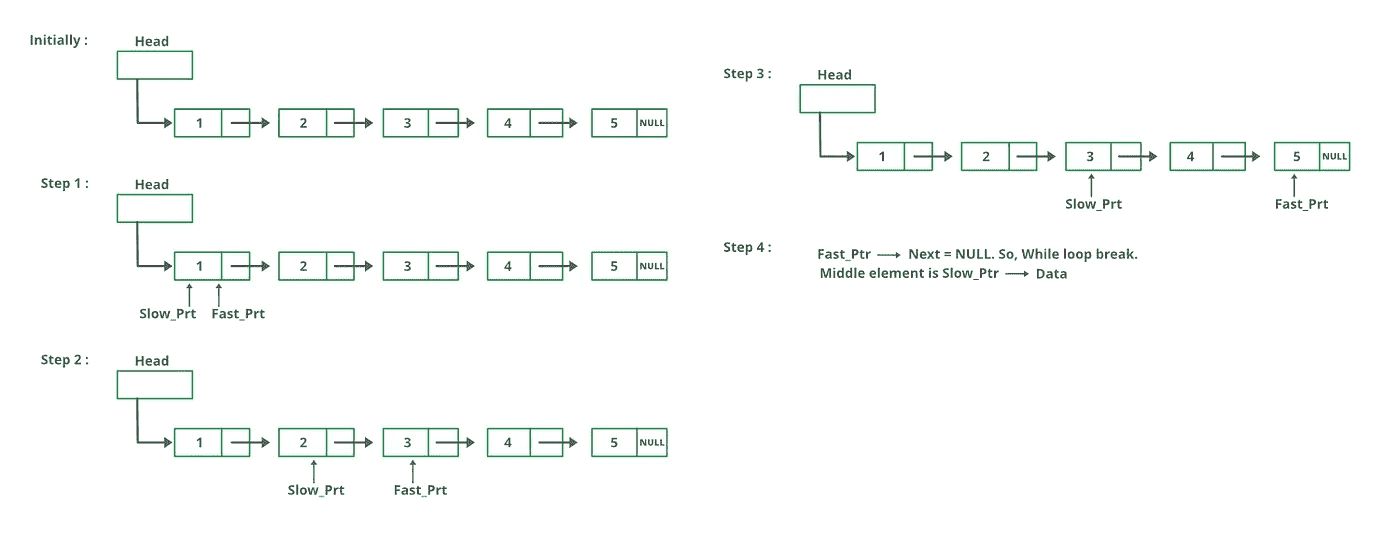 Initially :
Head
1 2 3 4 5 NULL
Step 1 :
Head
1 2 3 4 5 NULL
Slow_Prt Fast_Prt
Step 2 :
Head
1 2 3 4 5 NULL
Slow_Prt Fast_Prt
Step 3 :
Head
1 2 3 4 5 NULL
Slow_Prt Fast_Prt
Step 4 :
Fast_Ptr → Next = NULL. So, While loop break.
Middle element is Slow_Ptr → Data